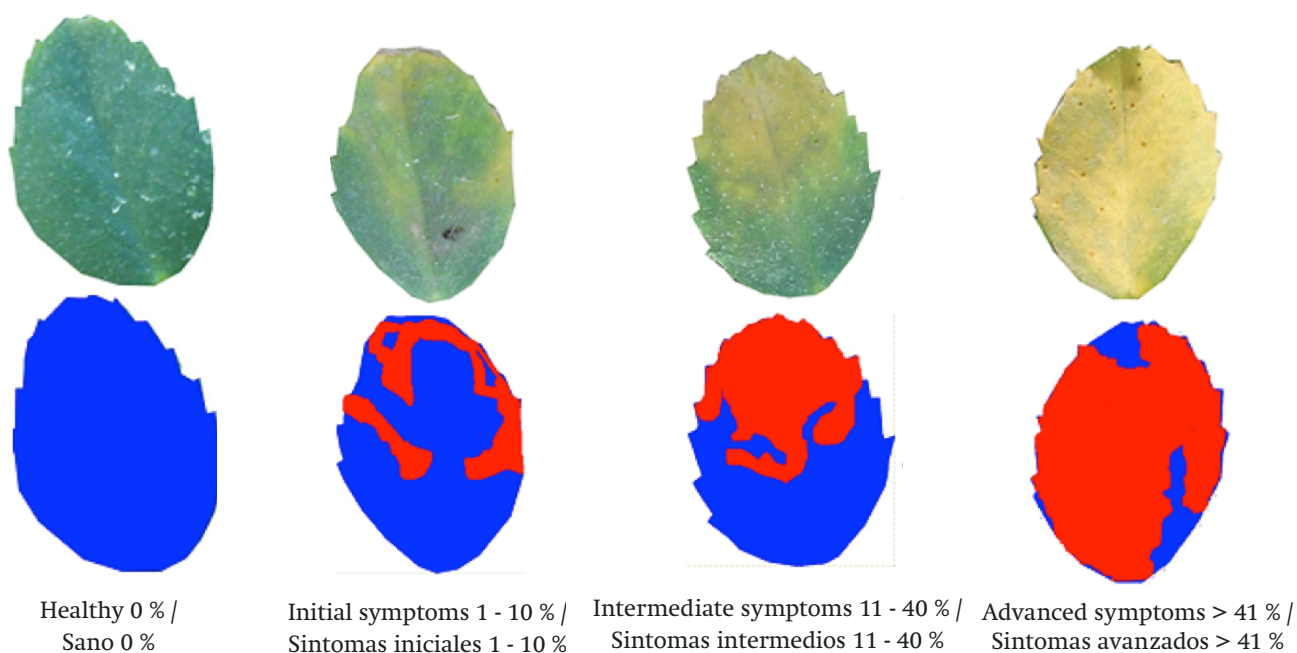 Healthy 0 % /
Sano 0 %
Initial symptoms 1 - 10 % /
Sintomas iniciales 1 - 10 %
Intermediate symptoms 11 - 40 % /
Sintomas intermedios 11 - 40 %
Advanced symptoms > 41 % /
Sintomas avanzados > 41 %